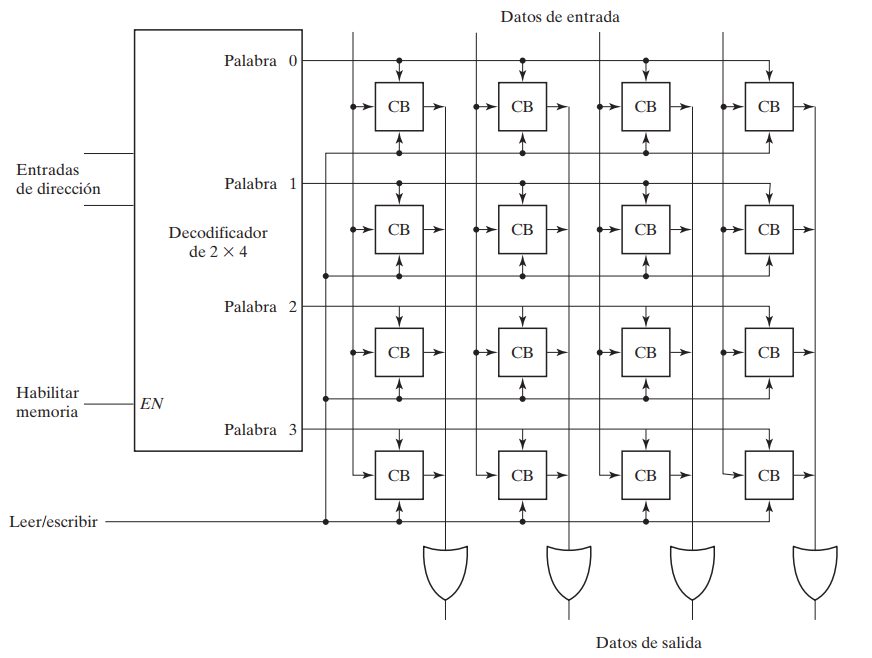 Datos de entrada
Palabra 0
CB CB CB CB
Entradas
de dirección
Palabra 1
Decodificador
de 2 × 4
CB CB CB CB
Palabra 2
CB CB CB CB
Habilitar
memoria
EN
Palabra 3
CB CB CB CB
Leer/escribir
Datos de salida